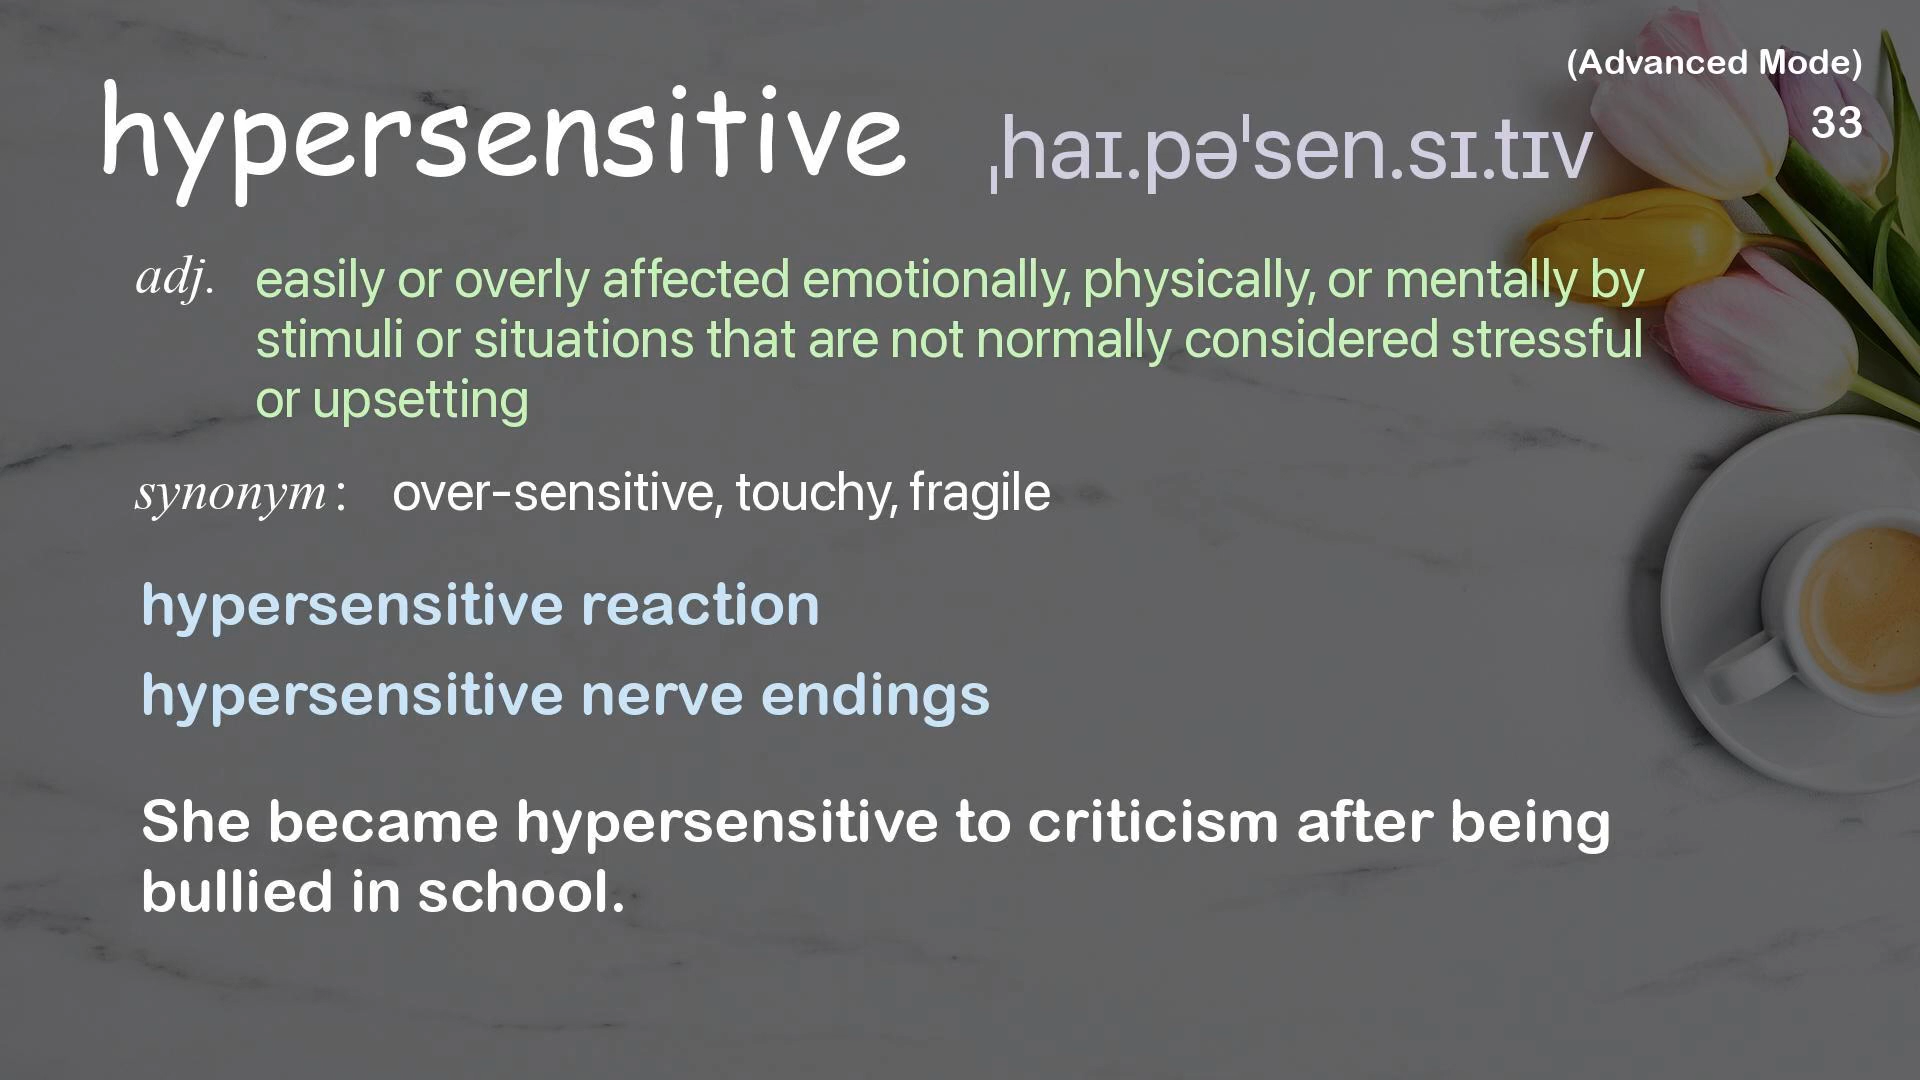 (Advanced Mode)
33
hypersensitive ˌhaɪ.pəˈsen.sɪ.tɪv
adj. easily or overly affected emotionally, physically, or mentally by
stimuli or situations that are not normally considered stressful
or upsetting
synonym: over-sensitive, touchy, fragile
hypersensitive reaction
hypersensitive nerve endings
She became hypersensitive to criticism after being
bullied in school.